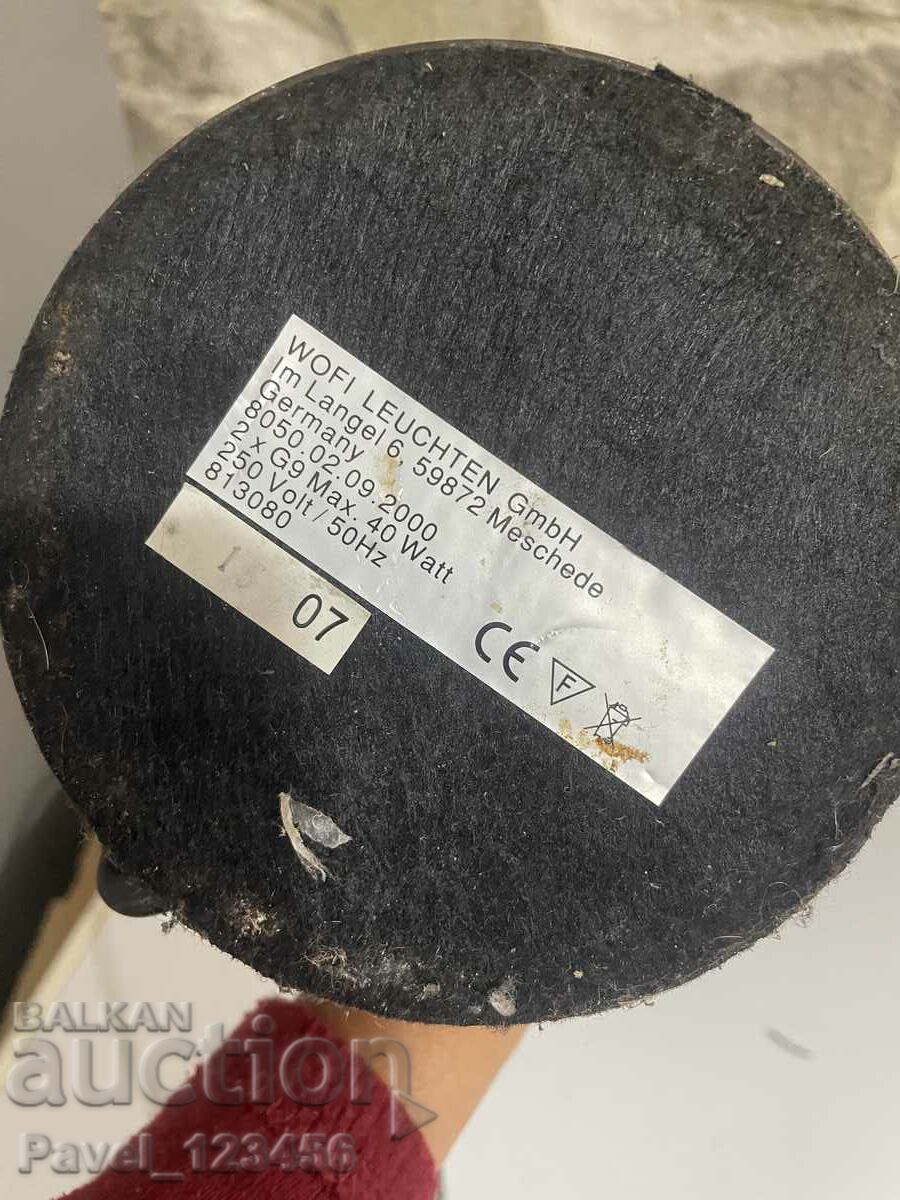 WOFI LEUCHTEN GmbH
Im Langel 6, 59872 Meschede
Germany
8050.02.09.2000
2 x G9 Max. 40 Watt
250 Volt / 50Hz
813080
CE F
07
BALKAN
auction
Pavel_123456